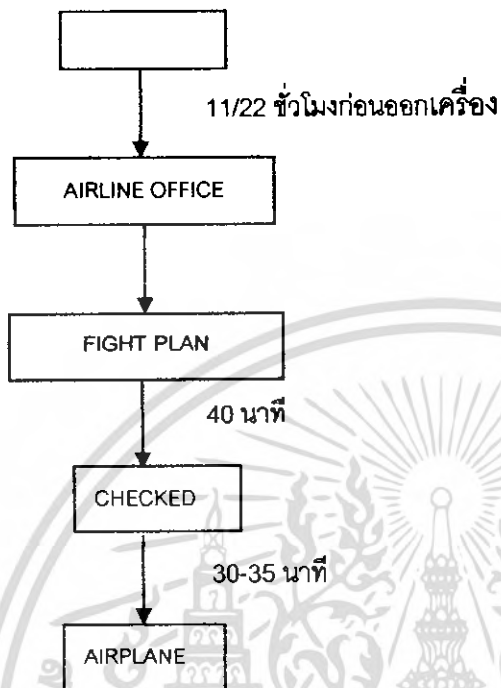 11/22 ชั่วโมงก่อนออกเครื่อง
AIRLINE OFFICE
FIGHT PLAN
40 นาที
CHECKED
30-35 นาที
AIRPLANE